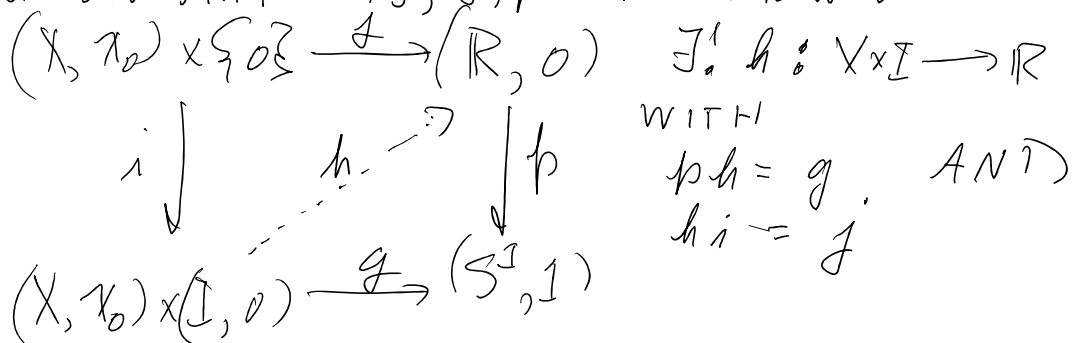 (X, x₀) × {0} f (ℝ, 0) ∃! h : X×I → ℝ
WITH
i h p ph = g AND
hi = f
(X, x₀) × (I, 0) g (S¹, 1)